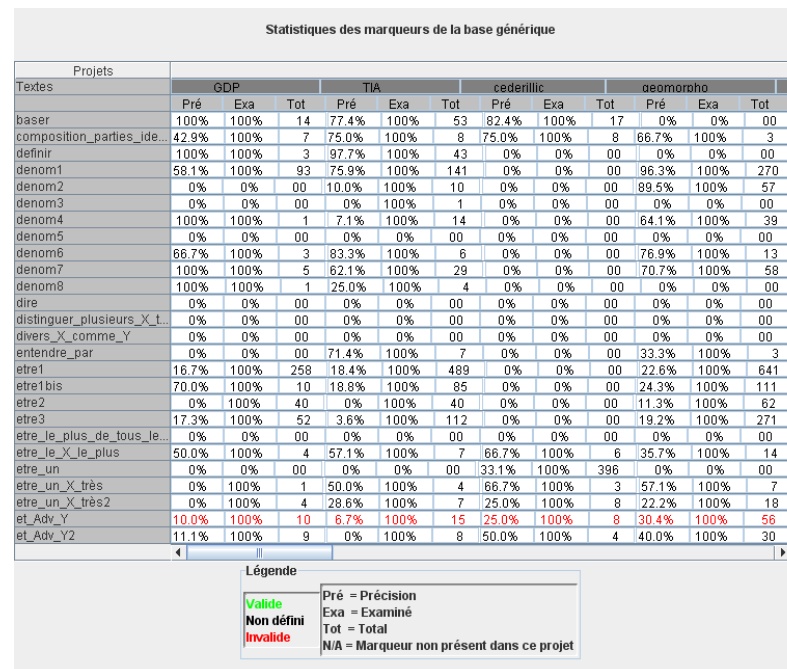 Statistiques des marqueurs de la base générique
Projets
Textes GDP TIA cederillic geomorpho
Pré Exa Tot Pré Exa Tot Pré Exa Tot Pré Exa Tot
baser 100% 100% 14 77.4% 100% 53 82.4% 100% 17 0% 0% 00
composition_parties_ide... 42.9% 100% 7 75.0% 100% 8 75.0% 100% 8 66.7% 100% 3
definir 100% 100% 3 97.7% 100% 43 0% 0% 00 0% 0% 00
denom1 58.1% 100% 93 75.9% 100% 141 0% 0% 00 96.3% 100% 270
denom2 0% 0% 00 10.0% 100% 10 0% 0% 00 89.5% 100% 57
denom3 0% 0% 00 0% 100% 1 0% 0% 00 0% 0% 00
denom4 100% 100% 1 7.1% 100% 14 0% 0% 00 64.1% 100% 39
denom5 0% 0% 00 0% 0% 00 0% 0% 00 0% 0% 00
denom6 66.7% 100% 3 83.3% 100% 6 0% 0% 00 76.9% 100% 13
denom7 100% 100% 5 62.1% 100% 29 0% 0% 00 70.7% 100% 58
denom8 100% 100% 1 25.0% 100% 4 0% 0% 00 0% 0% 00
dire 0% 0% 00 0% 0% 00 0% 0% 00 0% 0% 00
distinguer_plusieurs_X_t... 0% 0% 00 0% 0% 00 0% 0% 00 0% 0% 00
divers_X_comme_Y 0% 0% 00 0% 0% 00 0% 0% 00 0% 0% 00
entendre_par 0% 0% 00 71.4% 100% 7 0% 0% 00 33.3% 100% 3
etre1 16.7% 100% 258 18.4% 100% 489 0% 0% 00 22.6% 100% 641
etre1bis 70.0% 100% 10 18.8% 100% 85 0% 0% 00 24.3% 100% 111
etre2 0% 100% 40 0% 100% 40 0% 0% 00 11.3% 100% 62
etre3 17.3% 100% 52 3.6% 100% 112 0% 0% 00 19.2% 100% 271
etre_le_plus_de_tous_le... 0% 0% 00 0% 0% 00 0% 0% 00 0% 0% 00
etre_le_X_le_plus 50.0% 100% 4 57.1% 100% 7 66.7% 100% 6 35.7% 100% 14
etre_un 0% 0% 00 0% 0% 00 33.1% 100% 396 0% 0% 00
etre_un_X_très 0% 100% 1 50.0% 100% 4 66.7% 100% 3 57.1% 100% 7
etre_un_X_très2 0% 100% 4 28.6% 100% 7 25.0% 100% 8 22.2% 100% 18
et_Adv_Y 10.0% 100% 10 6.7% 100% 15 25.0% 100% 8 30.4% 100% 56
et_Adv_Y2 11.1% 100% 9 0% 100% 8 50.0% 100% 4 40.0% 100% 30
Légende
Valide
Non défini
Invalide
Pré = Précision
Exa = Examiné
Tot = Total
N/A = Marqueur non présent dans ce projet